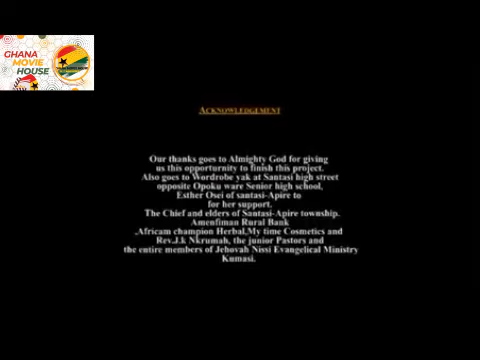 GHANA
MOVIE
HOUSE
ACKNOWLEDGEMENT
Our thanks goes to Almighty God for giving
us this opporturnity to finish this project.
Also goes to Wordrobe yak at Santasi high street
opposite Opoku ware Senior high school,
Esther Osei of santasi-Apire to
for her support.
The Chief and elders of Santasi-Apire township.
Amenfiman Rural Bank
.Africam champion Herbal,My time Cosmetics and
Rev.J.k Nkrumah, the junior Pastors and
the entire members of Jehovah Nissi Evangelical Ministry
Kumasi.